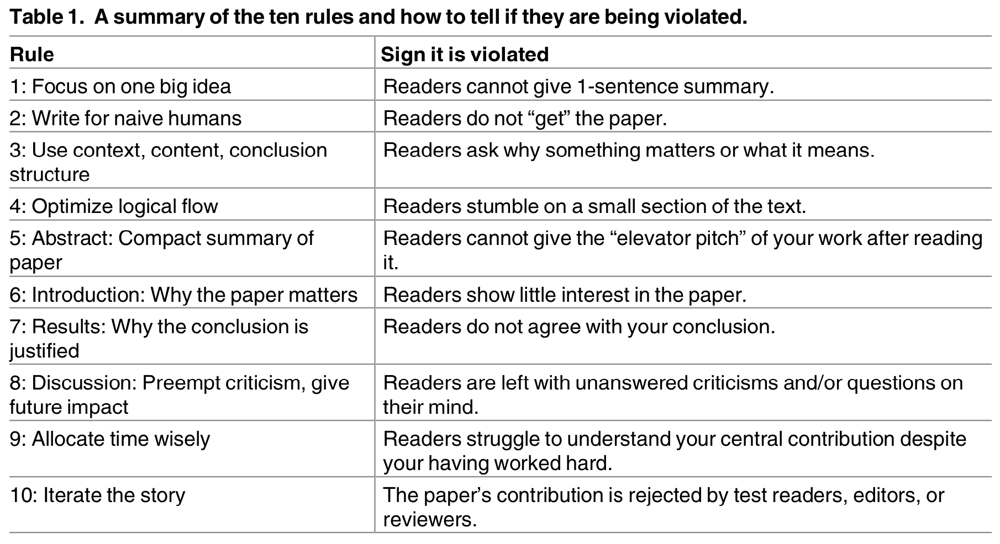 Table 1. A summary of the ten rules and how to tell if they are being violated.
Rule
Sign it is violated
1: Focus on one big idea
Readers cannot give 1-sentence summary.
2: Write for naive humans
Readers do not “get” the paper.
3: Use context, content, conclusion
structure
Readers ask why something matters or what it means.
4: Optimize logical flow
Readers stumble on a small section of the text.
5: Abstract: Compact summary of
paper
Readers cannot give the “elevator pitch” of your work after reading
it.
6: Introduction: Why the paper matters
Readers show little interest in the paper.
7: Results: Why the conclusion is
justified
Readers do not agree with your conclusion.
8: Discussion: Preempt criticism, give
future impact
Readers are left with unanswered criticisms and/or questions on
their mind.
9: Allocate time wisely
Readers struggle to understand your central contribution despite
your having worked hard.
10: Iterate the story
The paper’s contribution is rejected by test readers, editors, or
reviewers.